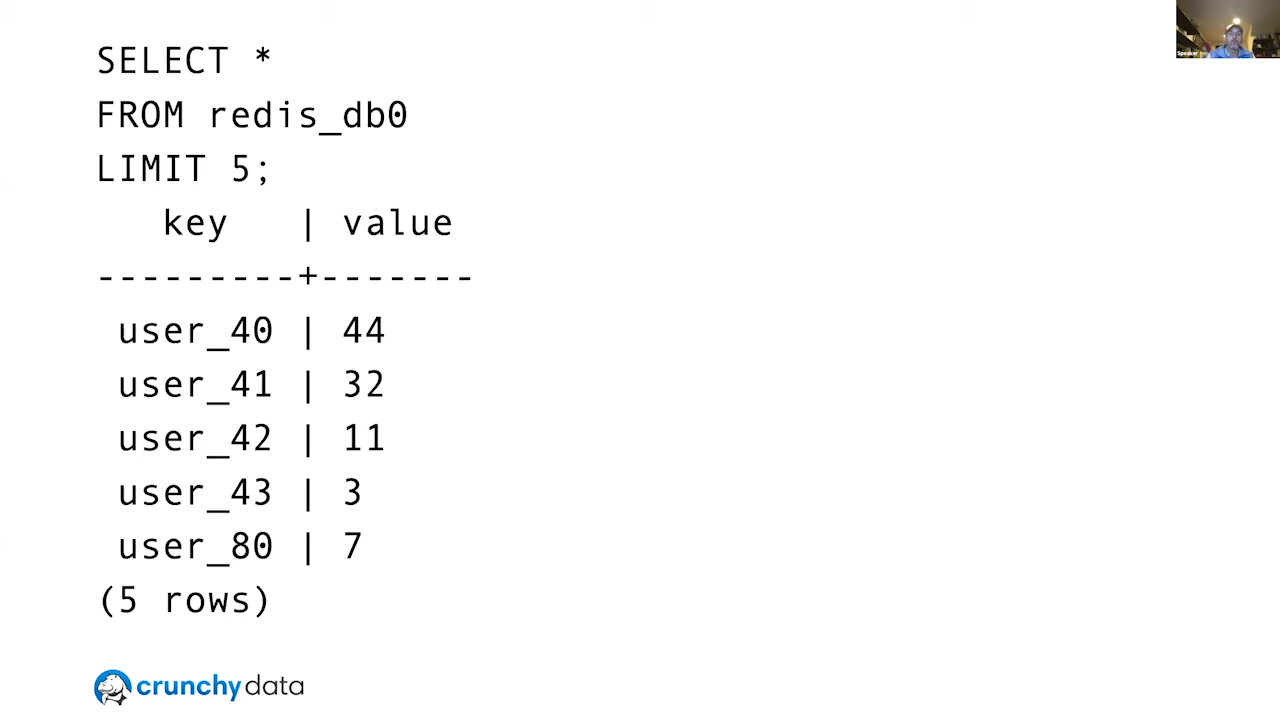 SELECT *
FROM redis_db0
LIMIT 5;
key | value
---------+-------
user_40 | 44
user_41 | 32
user_42 | 11
user_43 | 3
user_80 | 7
(5 rows)
crunchy data
Speaker